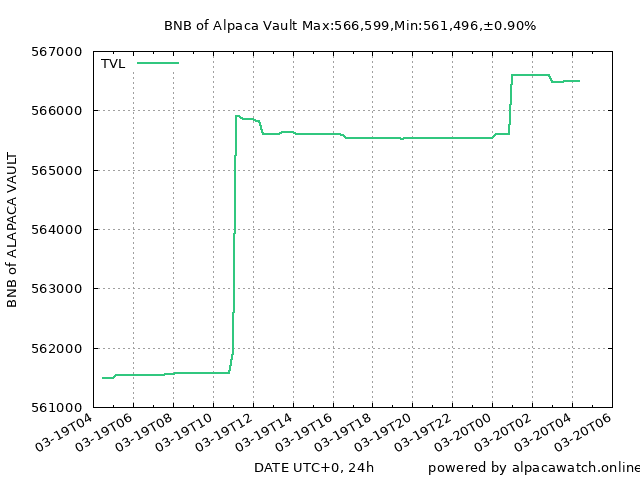 BNB of Alpaca Vault Max:566,599,Min:561,496,±0.90%
TVL
BNB of ALAPACA VAULT
567000
566000
565000
564000
563000
562000
561000
03-19T04
03-19T06
03-19T08
03-19T10
03-19T12
03-19T14
03-19T16
03-19T18
03-19T20
03-19T22
03-20T00
03-20T02
03-20T04
03-20T06
DATE UTC+0, 24h
powered by alpacawatch.online